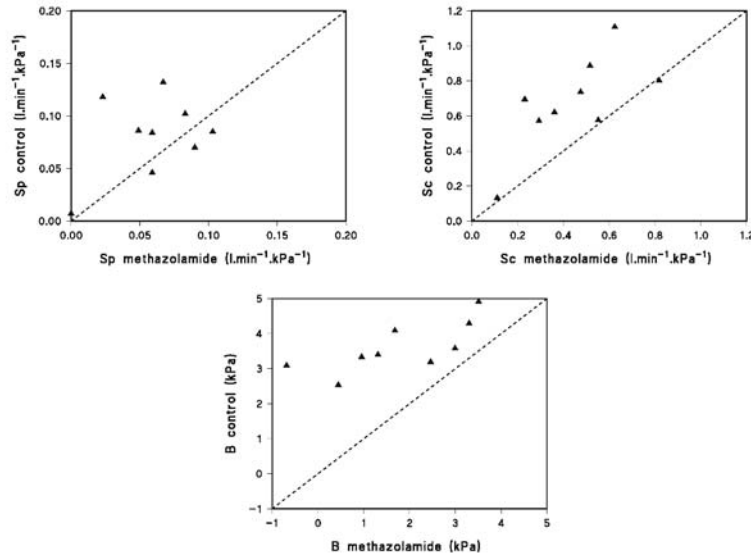 0.20
0.15
0.10
0.05
0.00
Sp control (l.min⁻¹.kPa⁻¹)
0.00 0.05 0.10 0.15 0.20
Sp methazolamide (l.min⁻¹.kPa⁻¹)
1.2
1.0
0.8
0.6
0.4
0.2
0.0
Sc control (l.min⁻¹.kPa⁻¹)
0.0 0.2 0.4 0.6 0.8 1.2
Sc methazolamide (l.min⁻¹.kPa⁻¹)
5
4
3
2
1
0
−1
B control (kPa)
−1 0 1 2 3 4 5
B methazolamide (kPa)